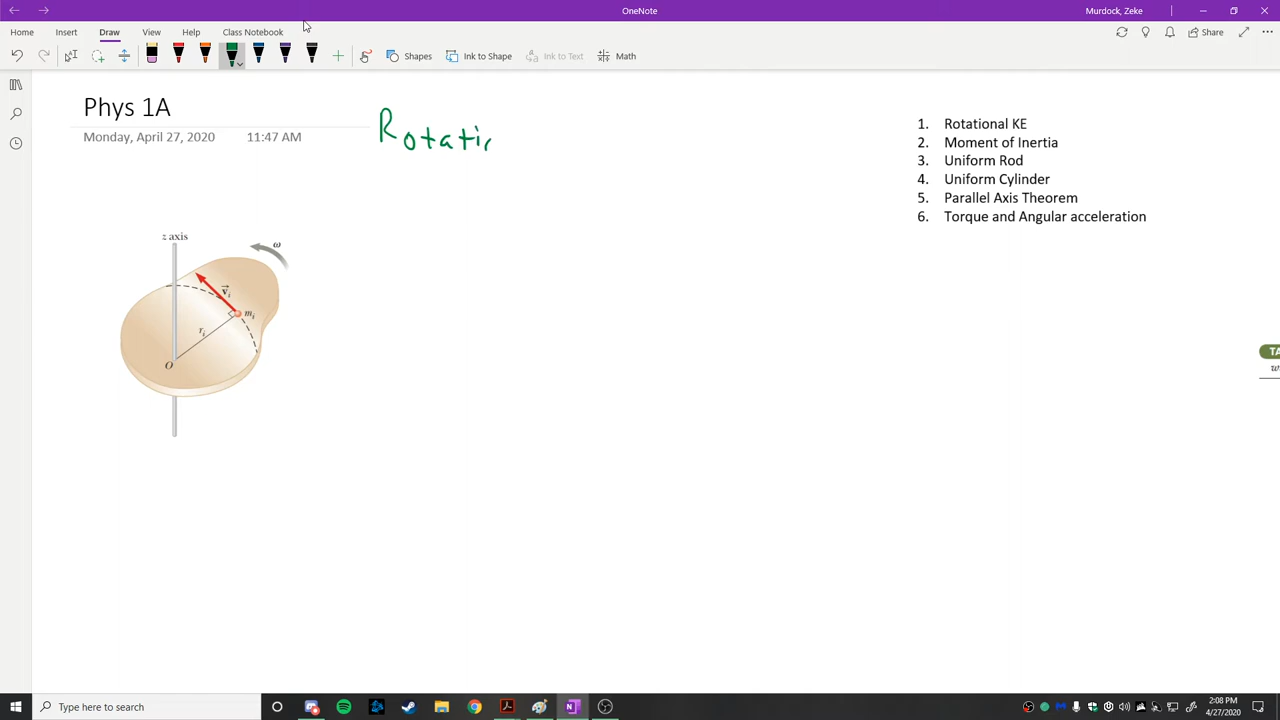 OneNote
Murdock, Zeke
Home Insert Draw View Help Class Notebook
Share
Shapes Ink to Shape Ink to Text Math
Phys 1A
Monday, April 27, 2020 11:47 AM
Rotati
1. Rotational KE
2. Moment of Inertia
3. Uniform Rod
4. Uniform Cylinder
5. Parallel Axis Theorem
6. Torque and Angular acceleration
z axis
ω
v⃗ᵢ
mᵢ
rᵢ
O
TA
w
Type here to search
2:08 PM
4/27/2020